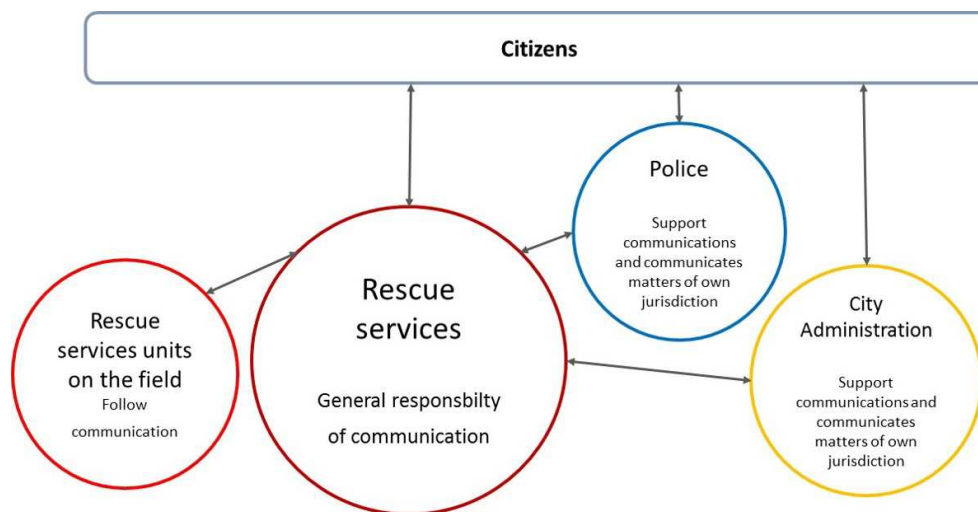 Citizens
Police
Support
communications
and communicates
matters of own
jurisdiction
Rescue
services
General responsbilty
of communication
City
Administration
Support
communications and
communicates
matters of own
jurisdiction
Rescue
services units
on the field
Follow
communication